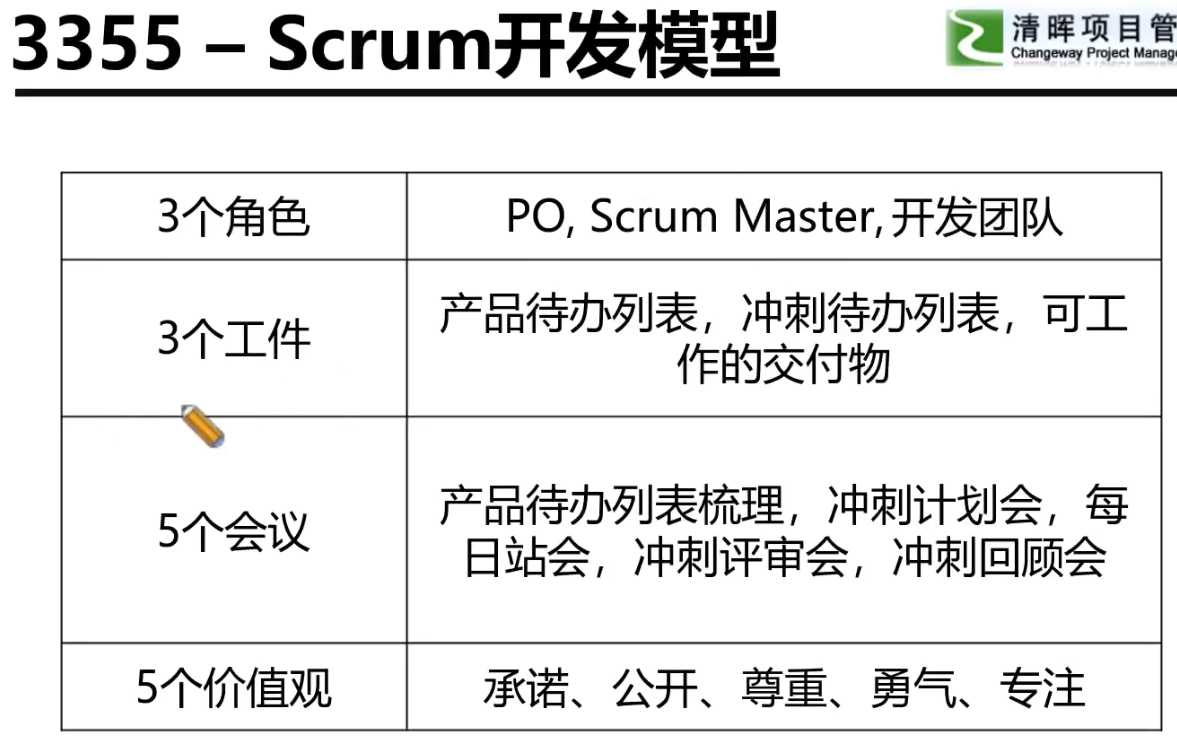 3355 – Scrum开发模型
清晖项目管
Changeway Project Manage
3个角色
PO, Scrum Master,开发团队
3个工件
产品待办列表，冲刺待办列表，可工
作的交付物
5个会议
产品待办列表梳理，冲刺计划会，每
日站会，冲刺评审会，冲刺回顾会
5个价值观
承诺、公开、尊重、勇气、专注